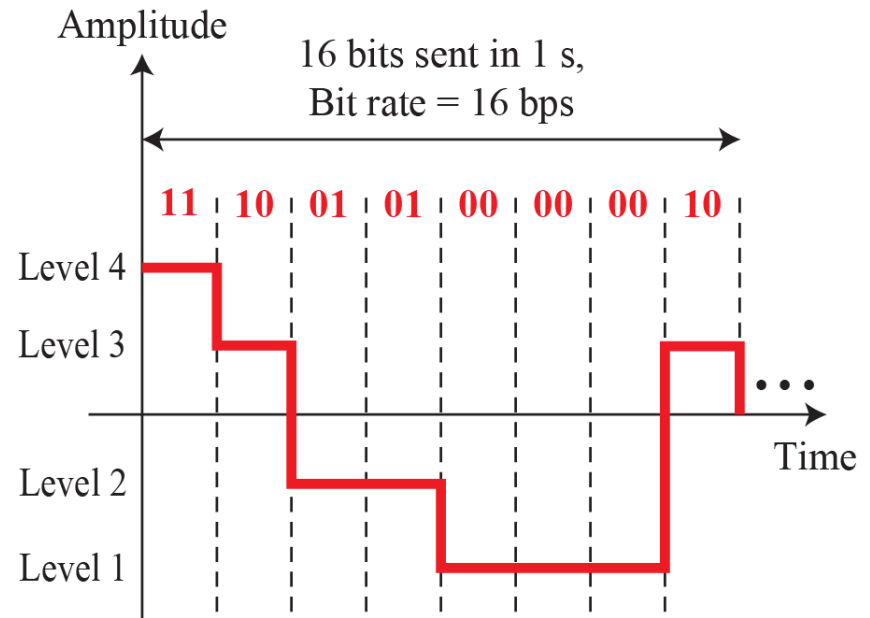 Amplitude
16 bits sent in 1 s,
Bit rate = 16 bps
11 10 01 01 00 00 00 10
Level 4
Level 3
Level 2
Level 1
Time